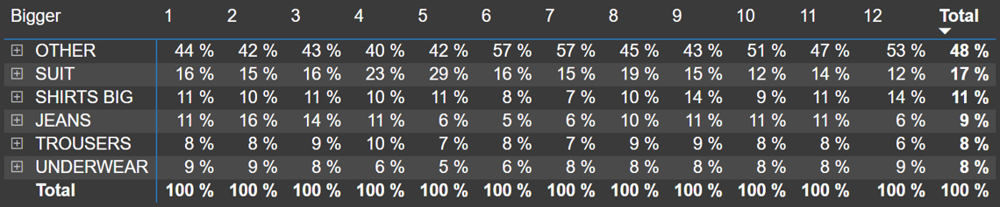 Bigger 1 2 3 4 5 6 7 8 9 10 11 12 Total
OTHER 44 % 42 % 43 % 40 % 42 % 57 % 57 % 45 % 43 % 51 % 47 % 53 % 48 %
SUIT 16 % 15 % 16 % 23 % 29 % 16 % 15 % 19 % 15 % 12 % 14 % 12 % 17 %
SHIRTS BIG 11 % 10 % 11 % 10 % 11 % 8 % 7 % 10 % 14 % 9 % 11 % 14 % 11 %
JEANS 11 % 16 % 14 % 11 % 6 % 5 % 6 % 10 % 11 % 11 % 11 % 6 % 9 %
TROUSERS 8 % 8 % 9 % 10 % 7 % 8 % 7 % 9 % 9 % 8 % 8 % 6 % 8 %
UNDERWEAR 9 % 9 % 8 % 6 % 5 % 6 % 8 % 8 % 8 % 8 % 8 % 9 % 8 %
Total 100 % 100 % 100 % 100 % 100 % 100 % 100 % 100 % 100 % 100 % 100 % 100 % 100 %